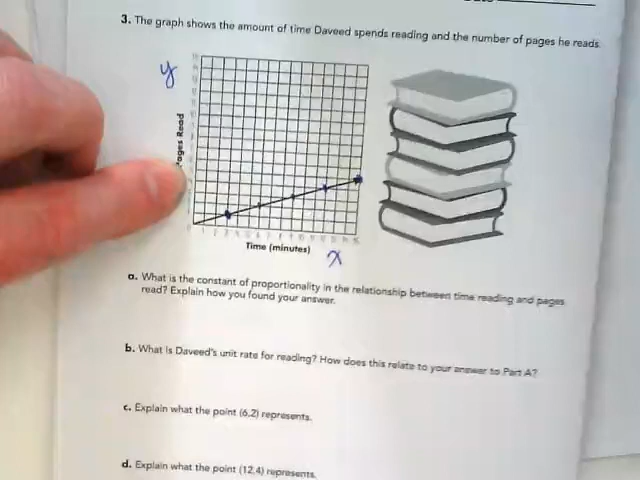 3. The graph shows the amount of time Daveed spends reading and the number of pages he reads.
y
Pages Read
Time (minutes)
x
a. What is the constant of proportionality in the relationship between time reading and pages
read? Explain how you found your answer.
b. What is Daveed's unit rate for reading? How does this relate to your answer to Part A?
c. Explain what the point (6,2) represents.
d. Explain what the point (12,4) represents.